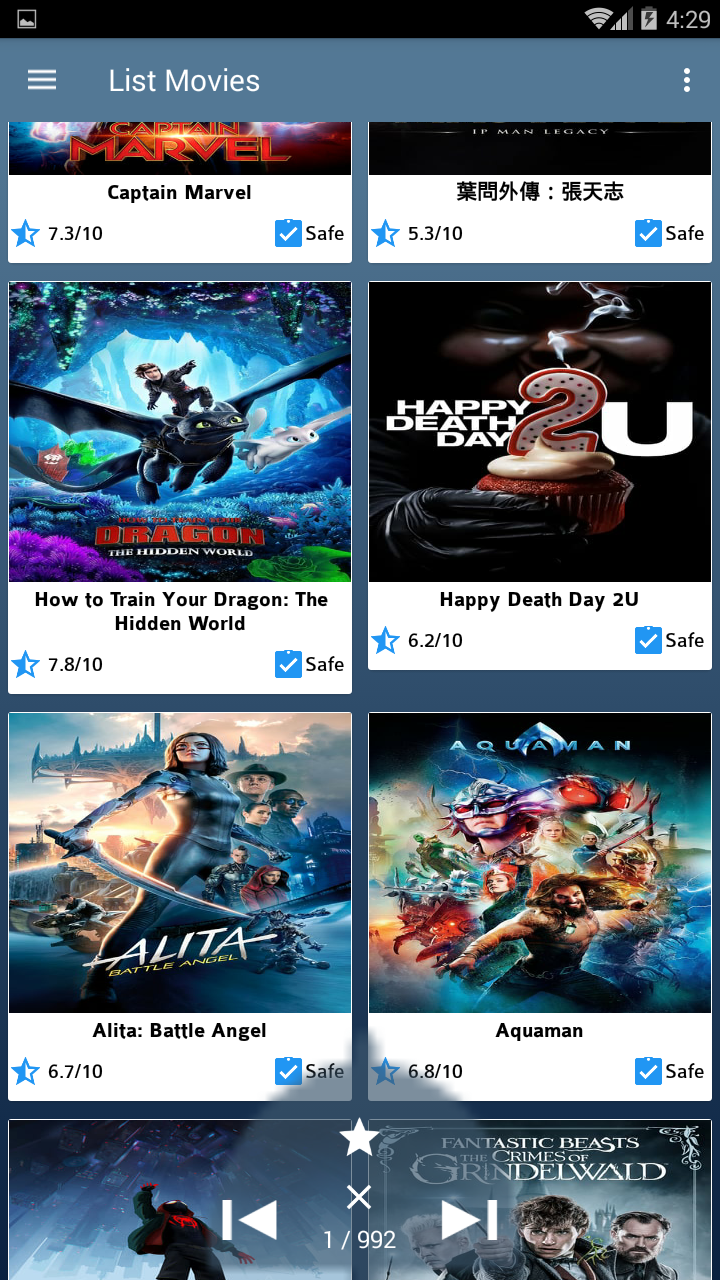 4:29
List Movies
CAPTAIN
MARVEL
IP MAN LEGACY
Captain Marvel
葉問外傳：張天志
7.3/10
Safe
5.3/10
Safe
HOW TO TRAIN YOUR
DRAGON
THE HIDDEN WORLD
HAPPY
DEATH
DAY
2U
How to Train Your Dragon: The
Hidden World
Happy Death Day 2U
7.8/10
Safe
6.2/10
Safe
ALITA
BATTLE ANGEL
AQUAMAN
Alita: Battle Angel
Aquaman
6.7/10
Safe
6.8/10
Safe
FANTASTIC BEASTS
THE CRIMES OF
GRINDELWALD
1 / 992